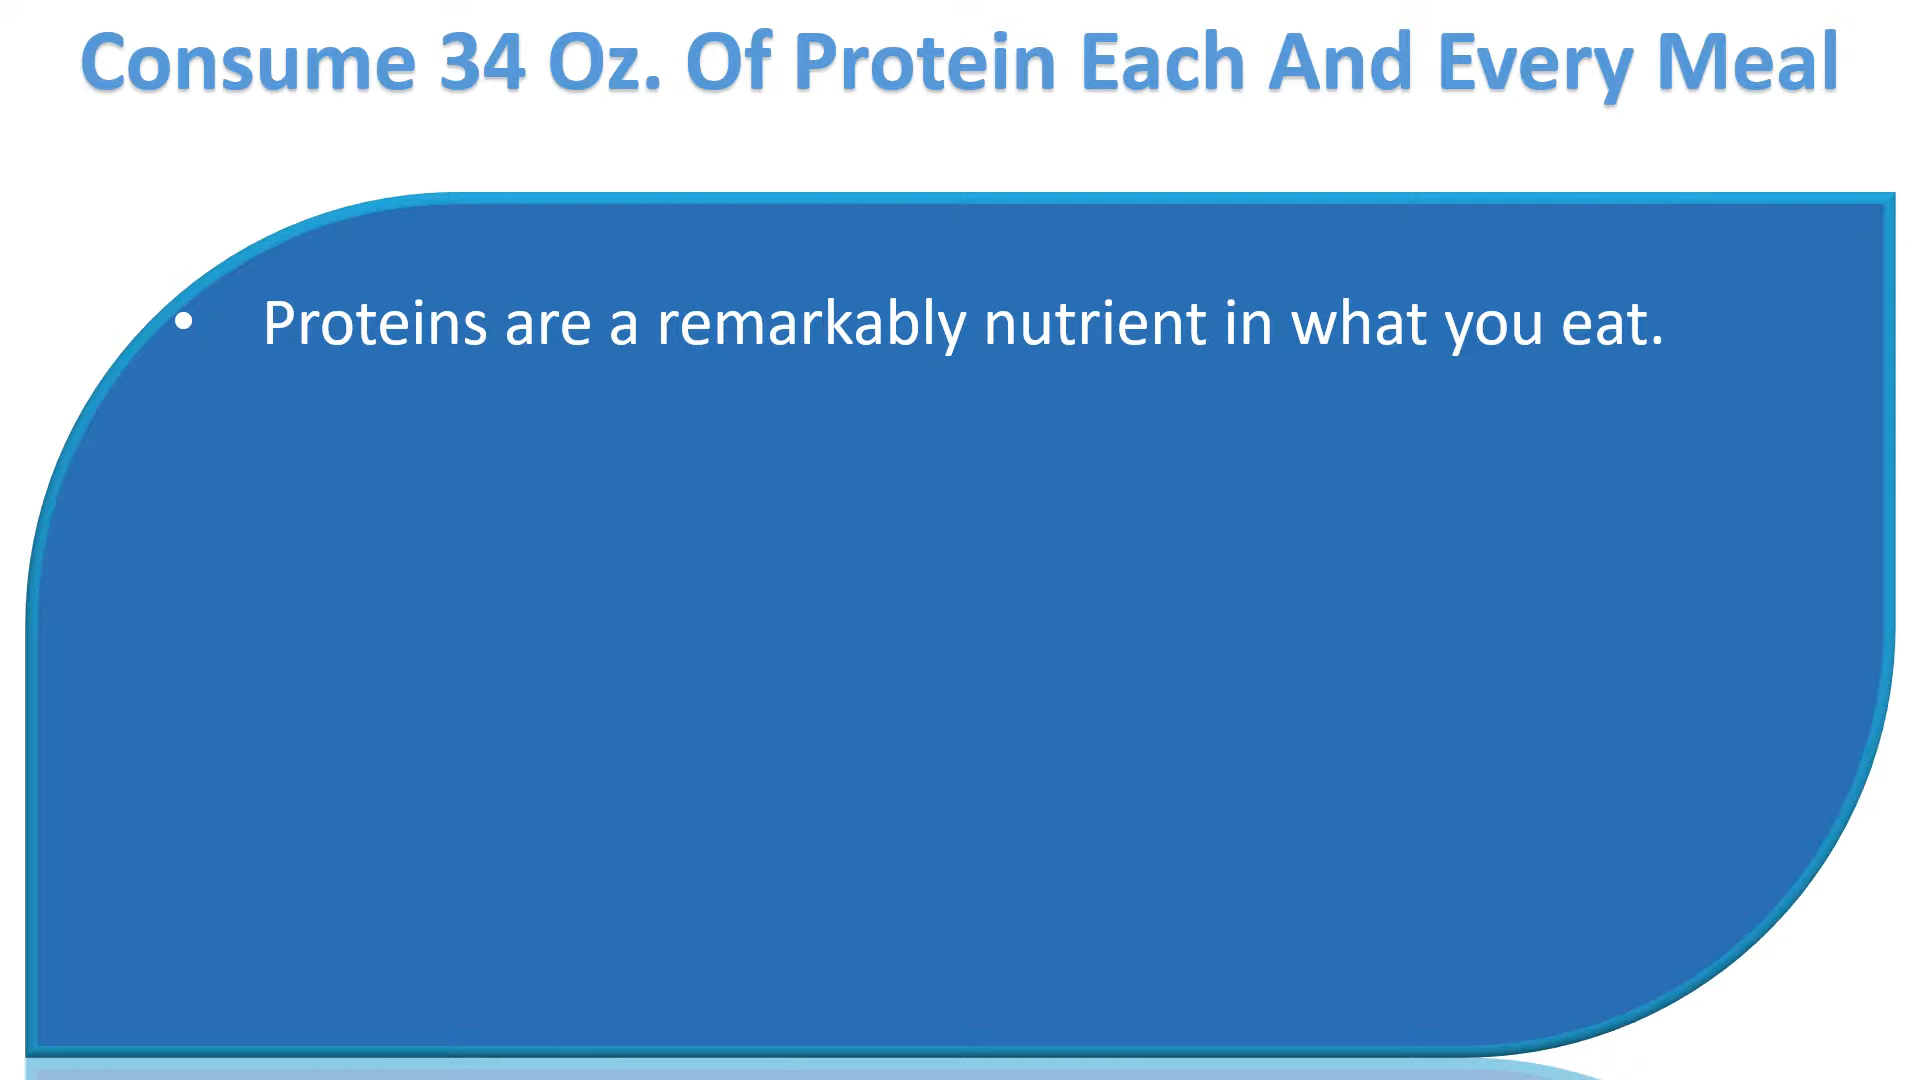 Consume 34 Oz. Of Protein Each And Every Meal
• Proteins are a remarkably nutrient in what you eat.